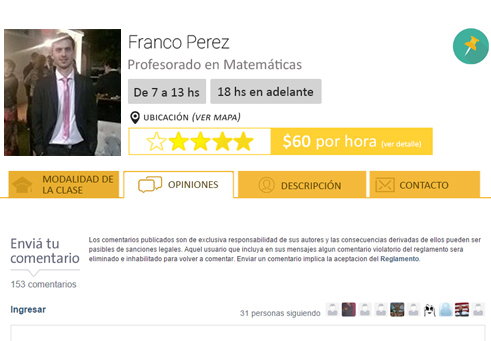 Franco Perez
Profesorado en Matemáticas
De 7 a 13 hs
18 hs en adelante
UBICACIÓN (VER MAPA)
$60 por hora (ver detalle)
MODALIDAD DE
LA CLASE
OPINIONES
DESCRIPCIÓN
CONTACTO
Enviá tu
comentario
153 comentarios
Los comentarios publicados son de exclusiva responsabilidad de sus autores y las consecuencias derivadas de ellos pueden ser
pasibles de sanciones legales. Aquel usuario que incluya en sus mensajes algun comentario violatorio del reglamento sera
eliminado e inhabilitado para volver a comentar. Enviar un comentario implica la aceptacion del Reglamento.
Ingresar
31 personas siguiendo